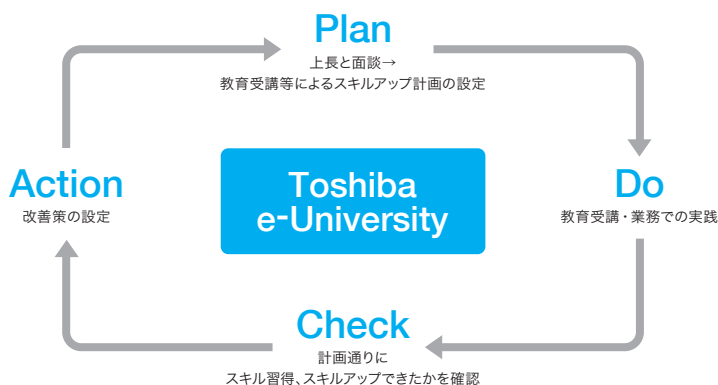 Plan
上長と面談→
教育受講等によるスキルアップ計画の設定
Action
改善策の設定
Toshiba
e-University
Do
教育受講・業務での実践
Check
計画通りに
スキル習得、スキルアップできたかを確認